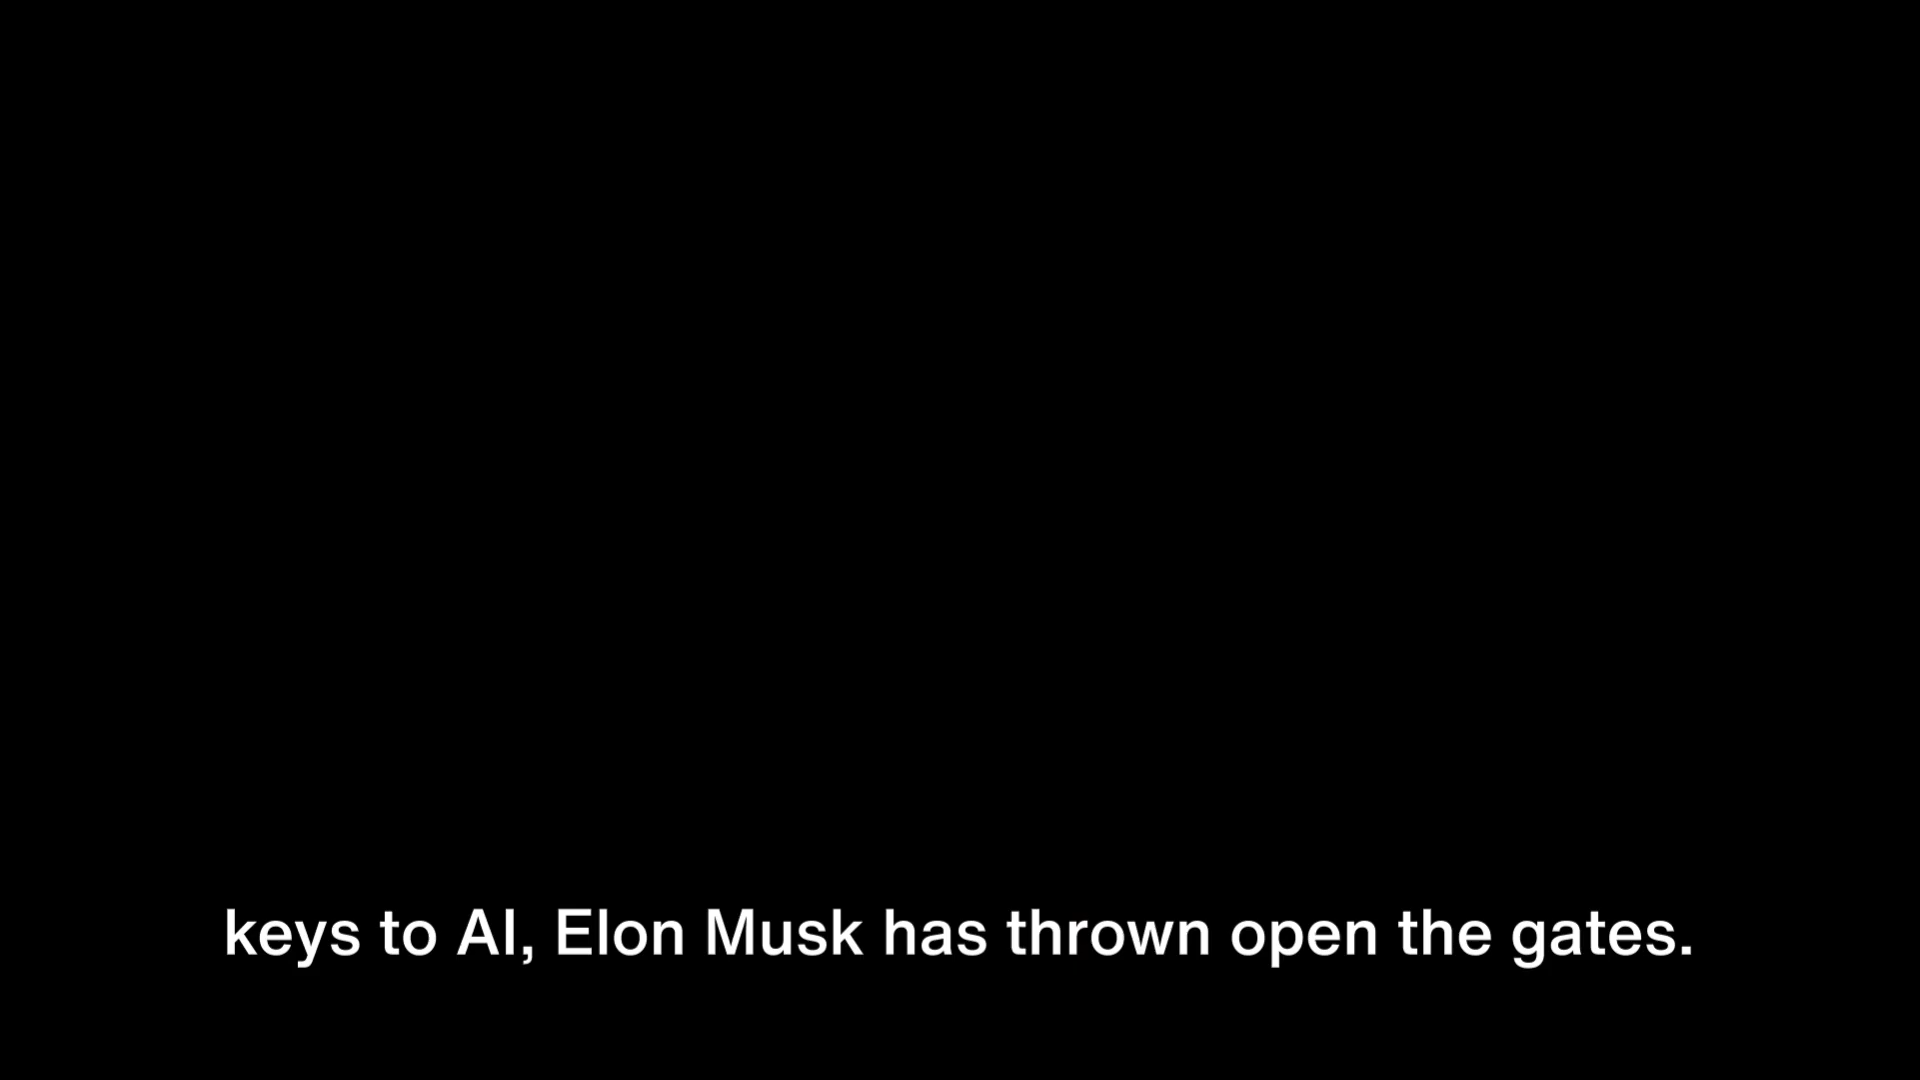 keys to AI, Elon Musk has thrown open the gates.